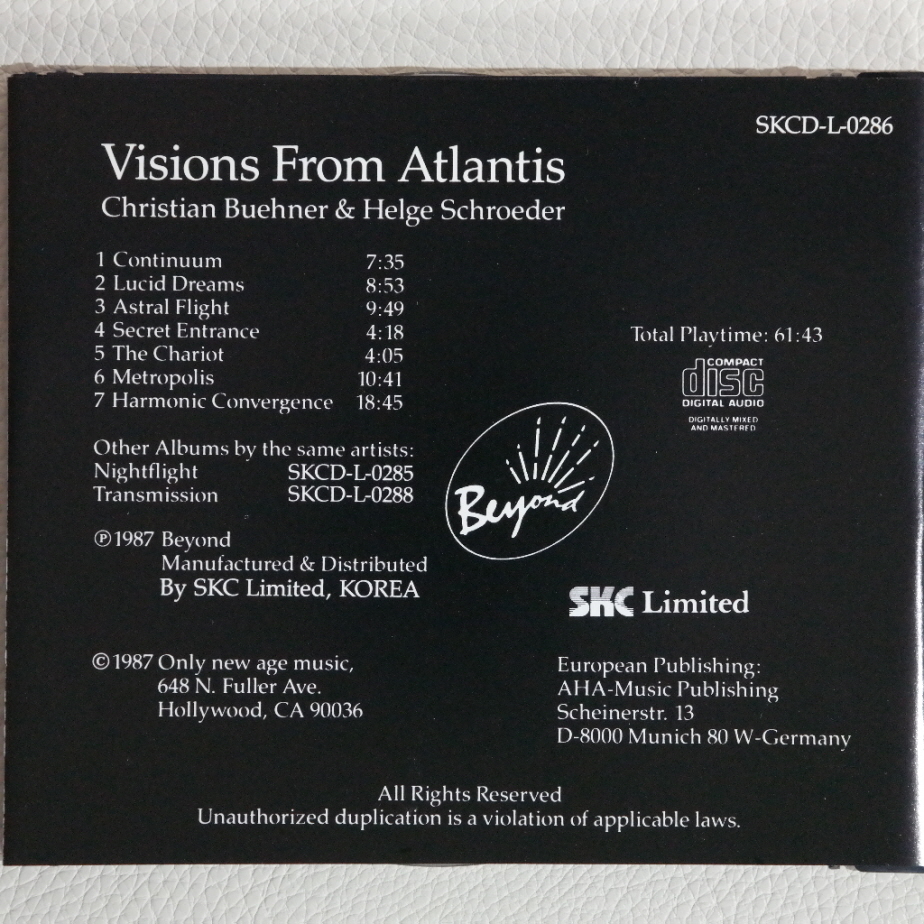 SKCD-L-0286
Visions From Atlantis
Christian Buehner & Helge Schroeder
1 Continuum 7:35
2 Lucid Dreams 8:53
3 Astral Flight 9:49
4 Secret Entrance 4:18
5 The Chariot 4:05
6 Metropolis 10:41
7 Harmonic Convergence 18:45
Total Playtime: 61:43
COMPACT
disc
DIGITAL AUDIO
DIGITALLY MIXED
AND MASTERED
Other Albums by the same artists:
Nightflight SKCD-L-0285
Transmission SKCD-L-0288
Beyond
℗1987 Beyond
Manufactured & Distributed
By SKC Limited, KOREA
SKC Limited
©1987 Only new age music,
648 N. Fuller Ave.
Hollywood, CA 90036
European Publishing:
AHA-Music Publishing
Scheinerstr. 13
D-8000 Munich 80 W-Germany
All Rights Reserved
Unauthorized duplication is a violation of applicable laws.